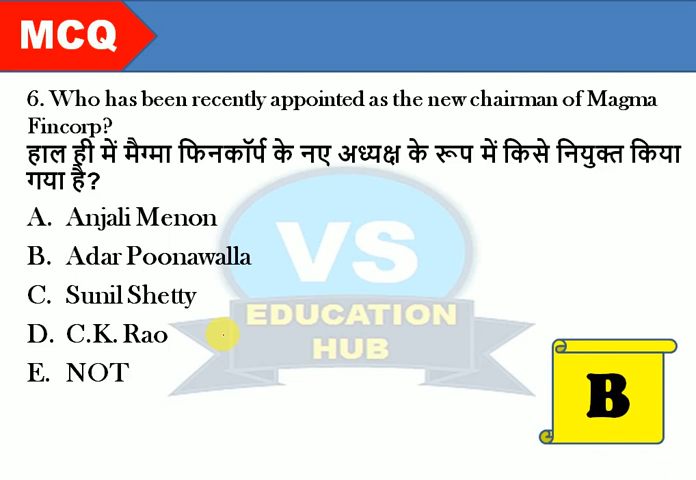 MCQ
6. Who has been recently appointed as the new chairman of Magma
Fincorp?
हाल ही में मैग्मा फिनकॉर्प के नए अध्यक्ष के रूप में किसे नियुक्त किया
गया है?
A. Anjali Menon
B. Adar Poonawalla
C. Sunil Shetty
D. C.K. Rao
E. NOT
VS
EDUCATION
HUB
B